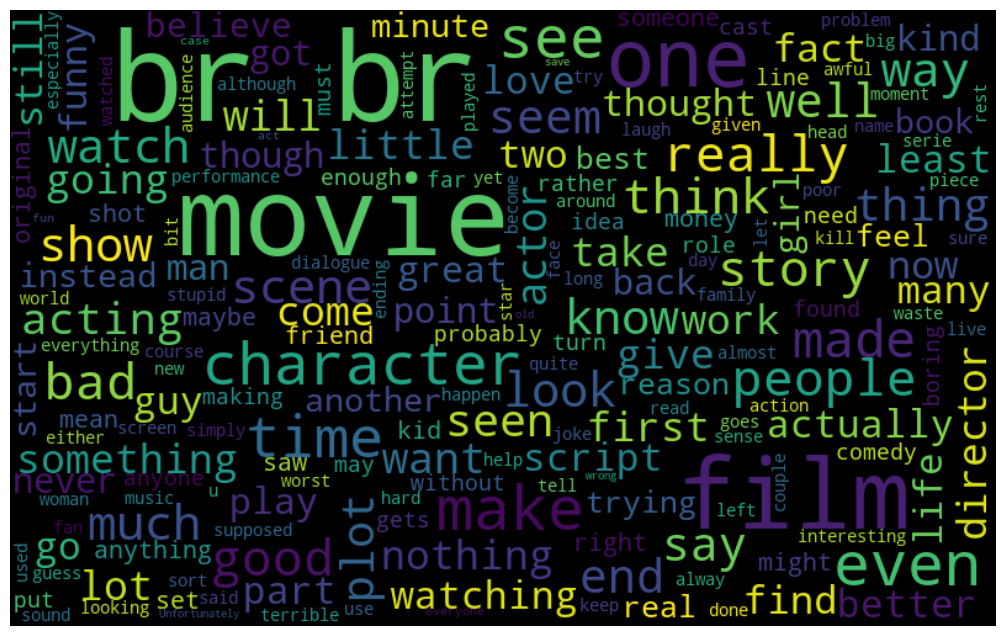 believe
minute
someone
cast
problem
big
kind
still
especially
funny
watched
got
case
br br
audience
although
must
attempt
played
see
save
one
fact
awful
line
moment
way
rest
love
try
will
act
seem
thought
given
well
name
book
watch
though
little
laugh
head
serie
original
going
performance
enough
far
yet
two
best
really
least
piece
movie
become
rather
around
think
girl
poor
thing
shot
bit
idea
money
let
need
kill
feel
sure
fun
show
actor
take
role
day
story
now
instead
man
dialogue
ending
great
face
long
back
family
found
many
world
stupid
scene
star
old
acting
maybe
come
friend
point
probably
know
work
made
waste
live
start
everything
course
new
character
turn
quite
give
almost
boring
bad
guy
making
another
happen
look
reason
people
read
mean
screen
simply
time
kid
seen
joke
first
goes
sense
action
actually
director
either
something
saw
may
want
help
script
wrong
comedy
never
anyone
worst
without
tell
couple
life
woman
music
u
plot
play
hard
make
trying
left
film
fan
much
supposed
gets
interesting
used
go
anything
good
nothing
right
say
might
even
guess
lot
set
sort
said
part
watching
end
alway
put
looking
use
keep
real
done
find
better
sound
Unfortunately
terrible
everyone